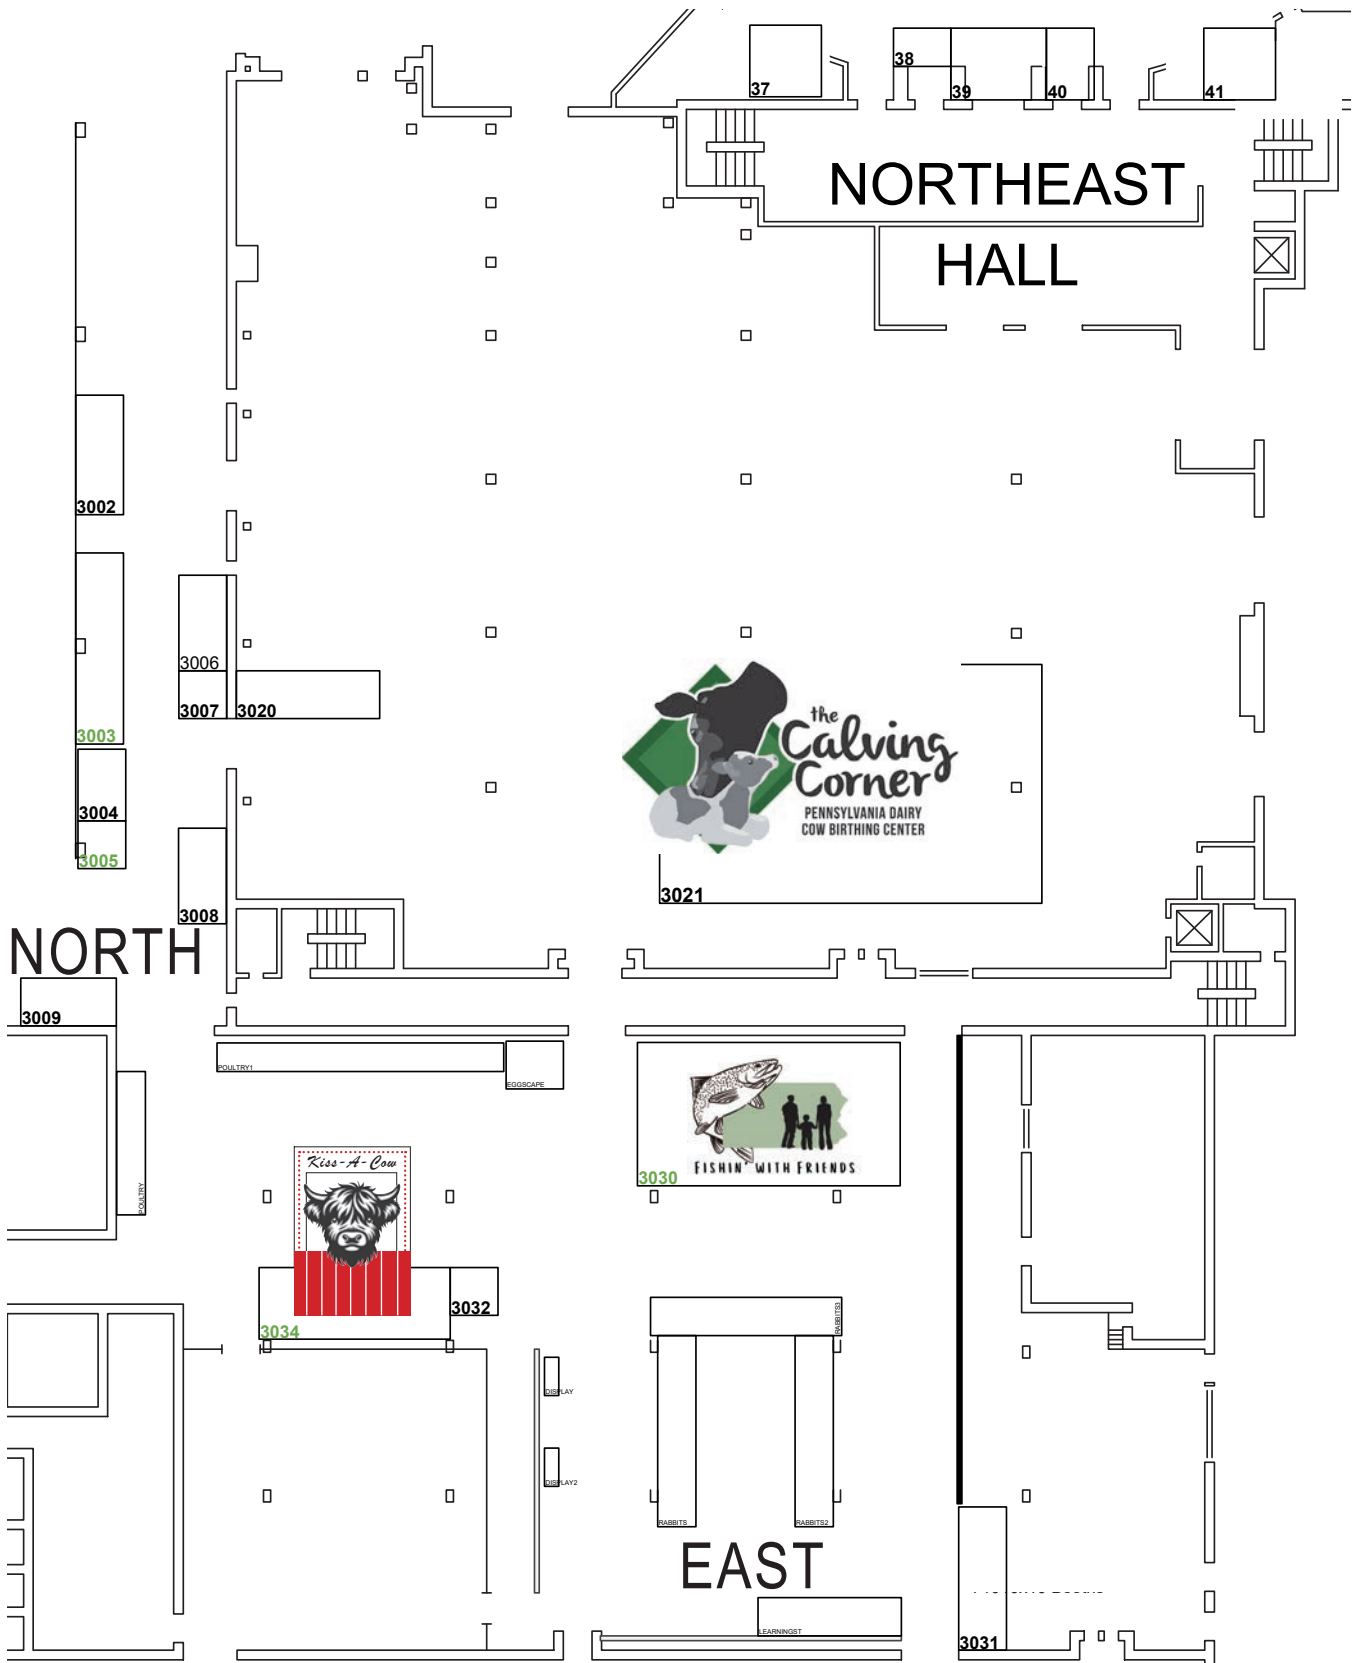 37
38
39
40
41
NORTHEAST
HALL
3002
3003
3004
3005
3006
3007
3020
3008
the
Calving
Corner
PENNSYLVANIA DAIRY
COW BIRTHING CENTER
3021
NORTH
3009
POULTRY1
EGGSCAPE
POULTRY
FISHIN' WITH FRIENDS
3030
Kiss-A-Cow
3032
3034
RABBITS3
DISPLAY
DISPLAY2
RABBITS
RABBITS2
EAST
LEARNINGST
3031